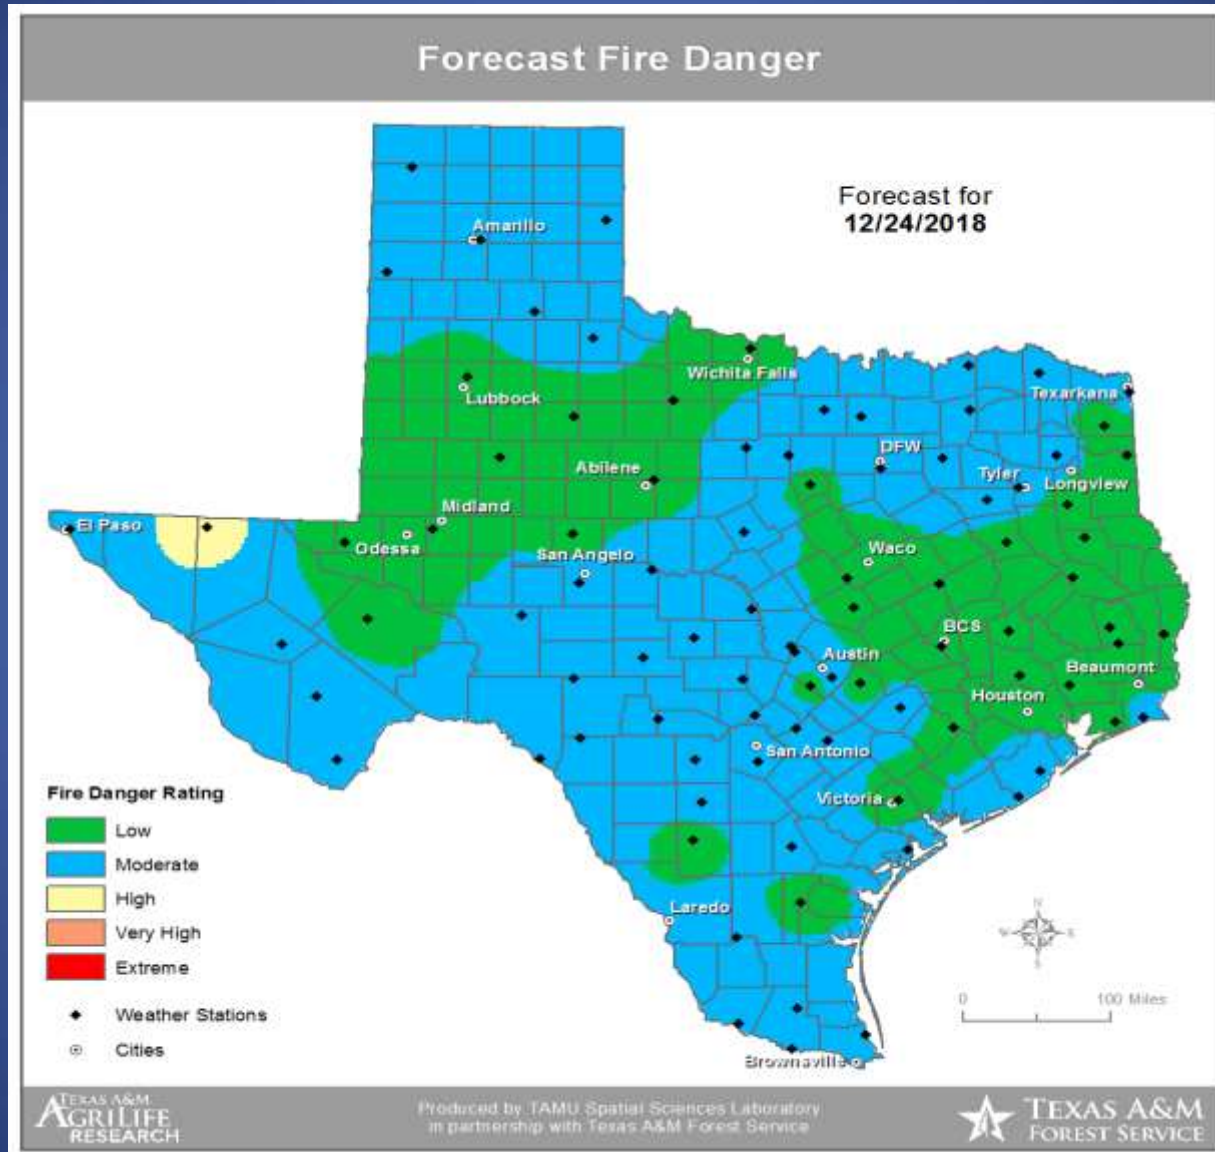 Forecast Fire Danger
Forecast for
12/24/2018
Amarillo
Wichita Falls
Lubbock
Texarkana
DFW
Abilene
Tyler
Longview
Midland
El Paso
Odessa
San Angelo
Waco
BCS
Austin
Beaumont
Houston
San Antonio
Victoria
Laredo
Brownsville
Fire Danger Rating
Low
Moderate
High
Very High
Extreme
Weather Stations
Cities
N
W
E
S
0
100 Miles
TEXAS A&M
AGRILIFE
RESEARCH
Produced by TAMU Spatial Sciences Laboratory
in partnership with Texas A&M Forest Service
TEXAS A&M
FOREST SERVICE